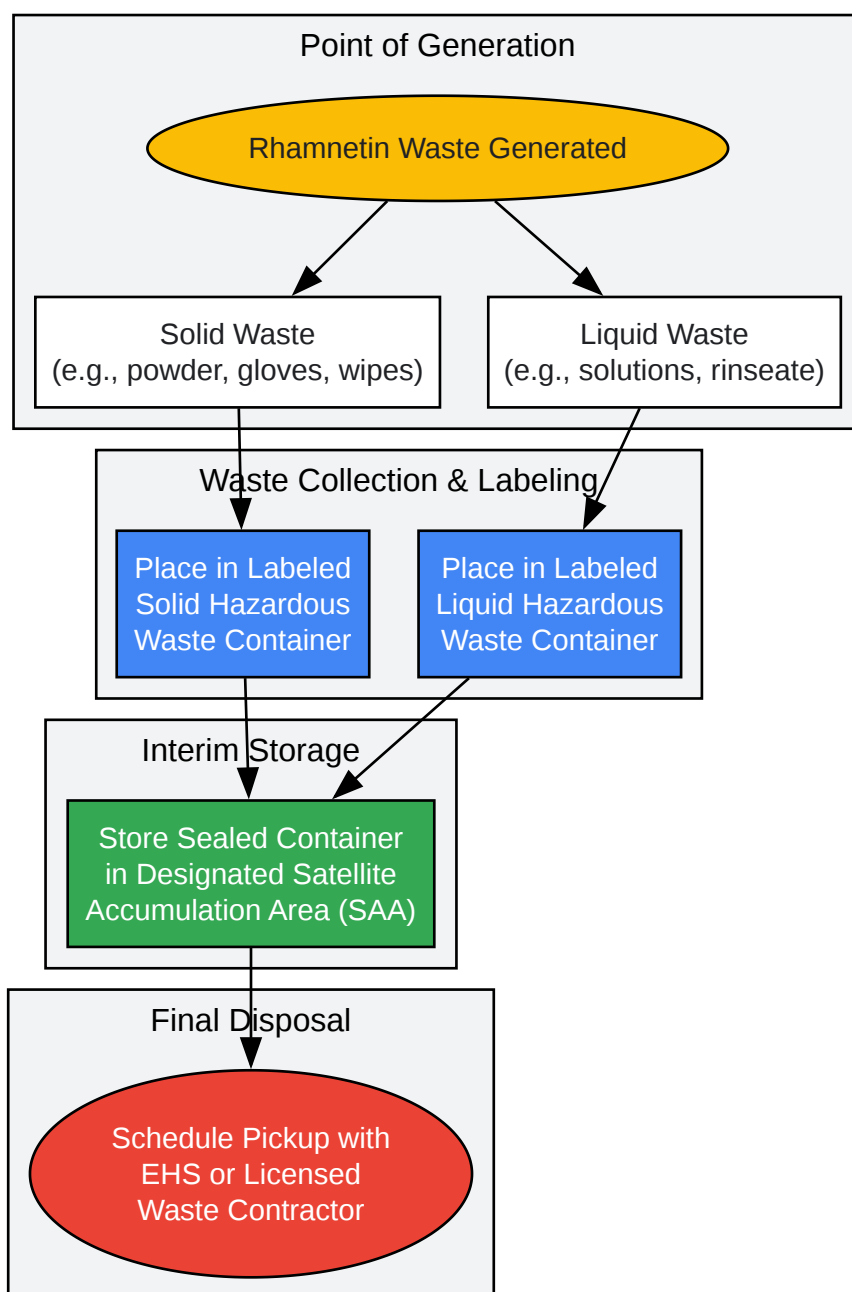 Point of Generation
Rhamnetin Waste Generated
Solid Waste
(e.g., powder, gloves, wipes)
Liquid Waste
(e.g., solutions, rinseate)
Waste Collection & Labeling
Place in Labeled
Solid Hazardous
Waste Container
Place in Labeled
Liquid Hazardous
Waste Container
Interim Storage
Store Sealed Container
in Designated Satellite
Accumulation Area (SAA)
Final Disposal
Schedule Pickup with
EHS or Licensed
Waste Contractor